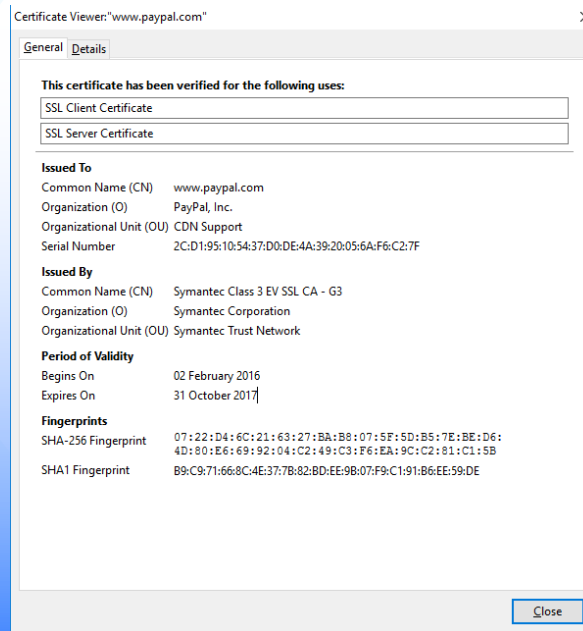 Certificate Viewer:"www.paypal.com"
General Details
This certificate has been verified for the following uses:
SSL Client Certificate
SSL Server Certificate
Issued To
Common Name (CN) www.paypal.com
Organization (O) PayPal, Inc.
Organizational Unit (OU) CDN Support
Serial Number 2C:D1:95:10:54:37:D0:DE:4A:39:20:05:6A:F6:C2:7F
Issued By
Common Name (CN) Symantec Class 3 EV SSL CA - G3
Organization (O) Symantec Corporation
Organizational Unit (OU) Symantec Trust Network
Period of Validity
Begins On 02 February 2016
Expires On 31 October 2017
Fingerprints
SHA-256 Fingerprint 07:22:D4:6C:21:63:27:BA:B8:07:5F:5D:B5:7E:BE:D6:
4D:80:E6:69:92:04:C2:49:C3:F6:EA:9C:C2:81:C1:5B
SHA1 Fingerprint B9:C9:71:66:8C:4E:37:7B:82:BD:EE:9B:07:F9:C1:91:B6:EE:59:DE
Close